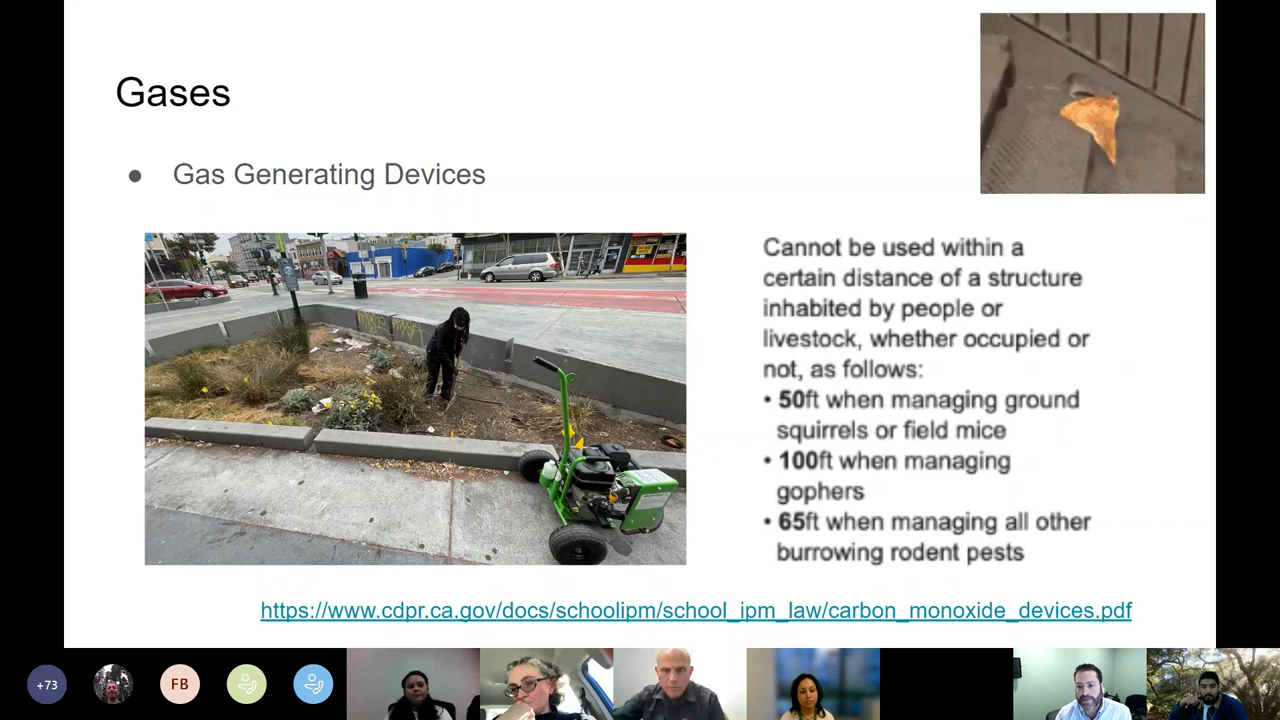 Gases
● Gas Generating Devices
Cannot be used within a
certain distance of a structure
inhabited by people or
livestock, whether occupied or
not, as follows:
• 50ft when managing ground
squirrels or field mice
• 100ft when managing
gophers
• 65ft when managing all other
burrowing rodent pests
https://www.cdpr.ca.gov/docs/schoolipm/school_ipm_law/carbon_monoxide_devices.pdf
+73
FB